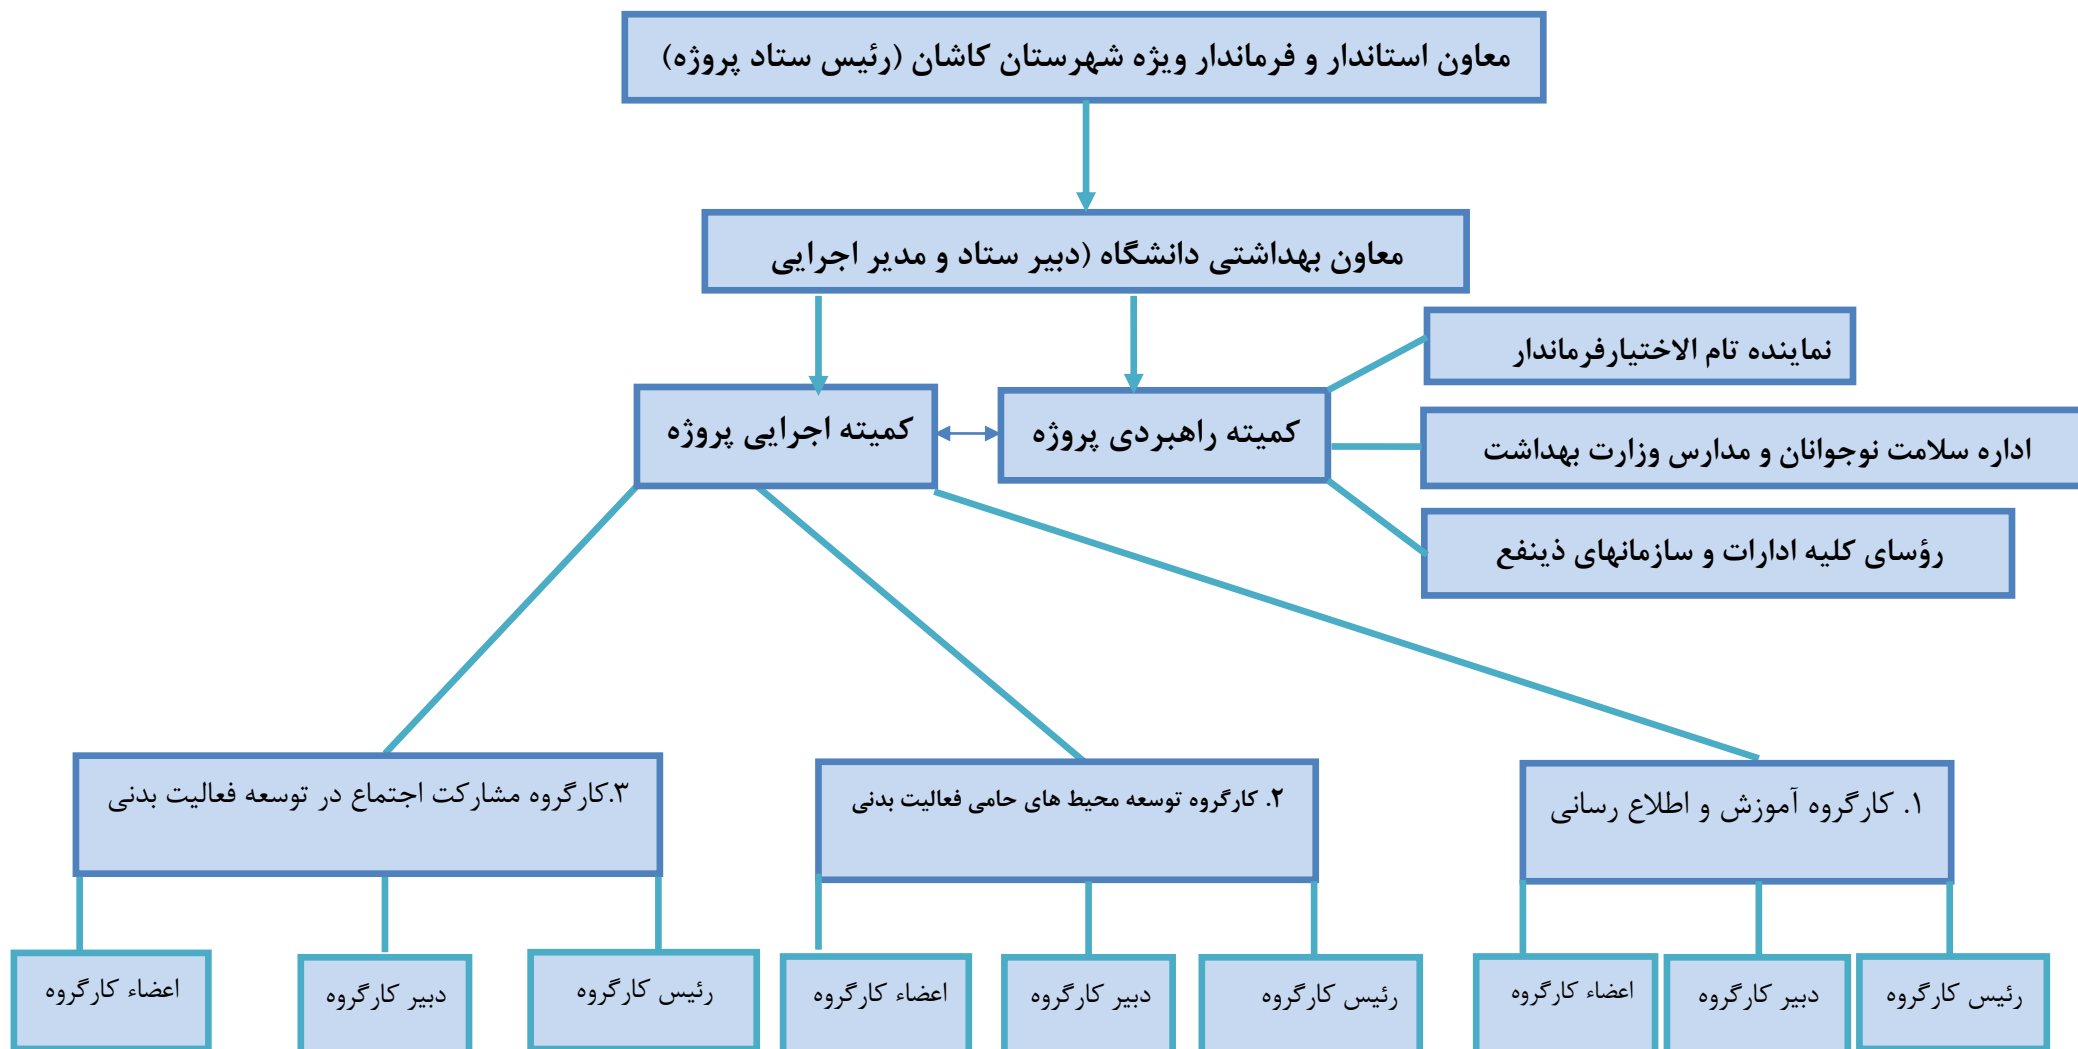 معاون استاندار و فرماندار ویژه شهرستان کاشان (رئیس ستاد پروژه)
معاون بهداشتی دانشگاه (دبیر ستاد و مدیر اجرایی
نماینده تام الاختیارفرماندار
کمیته راهبردی پروژه
کمیته اجرایی پروژه
اداره سلامت نوجوانان و مدارس وزارت بهداشت
رؤسای کلیه ادارات و سازمانهای ذینفع
۱. کارگروه آموزش و اطلاع رسانی
۲. کارگروه توسعه محیط های حامی فعالیت بدنی
۳.کارگروه مشارکت اجتماع در توسعه فعالیت بدنی
رئیس کارگروه
دبیر کارگروه
اعضاء کارگروه
رئیس کارگروه
دبیر کارگروه
اعضاء کارگروه
رئیس کارگروه
دبیر کارگروه
اعضاء کارگروه